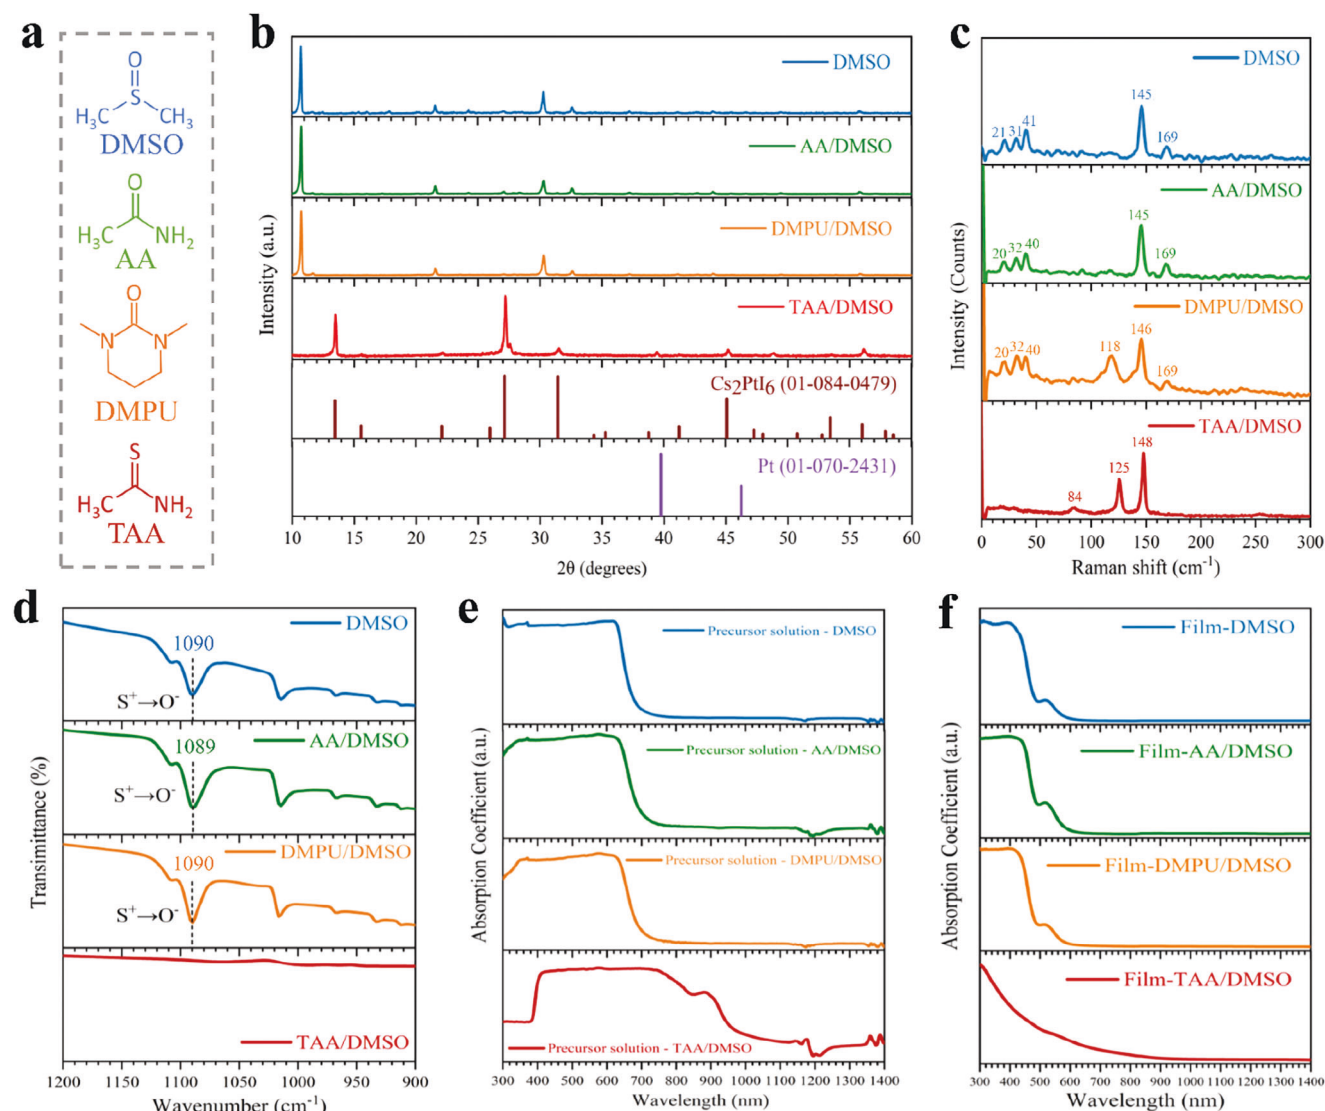 a
O
S
H3C CH3
DMSO
O
H3C NH2
AA
O
N N
DMPU
S
H3C NH2
TAA
b
DMSO
AA/DMSO
DMPU/DMSO
TAA/DMSO
Cs2PtI6 (01-084-0479)
Pt (01-070-2431)
Intensity (a.u.)
10 15 20 25 30 35 40 45 50 55 60
2θ (degrees)
c
DMSO
21 31 41 145 169
AA/DMSO
20 32 40 145 169
DMPU/DMSO
20 32 40 118 146 169
TAA/DMSO
84 125 148
Intensity (Counts)
0 50 100 150 200 250 300
Raman shift (cm-1)
d
DMSO
1090
S+→O-
AA/DMSO
1089
S+→O-
DMPU/DMSO
1090
S+→O-
TAA/DMSO
Transimittance (%)
1200 1150 1100 1050 1000 950 900
Wavenumber (cm-1)
e
Precursor solution - DMSO
Precursor solution - AA/DMSO
Precursor solution - DMPU/DMSO
Precursor solution - TAA/DMSO
Absorption Coefficient (a.u.)
300 400 500 600 700 800 900 1000 1100 1200 1300 1400
Wavelength (nm)
f
Film-DMSO
Film-AA/DMSO
Film-DMPU/DMSO
Film-TAA/DMSO
Absorption Coefficient (a.u.)
300 400 500 600 700 800 900 1000 1100 1200 1300 1400
Wavelength (nm)